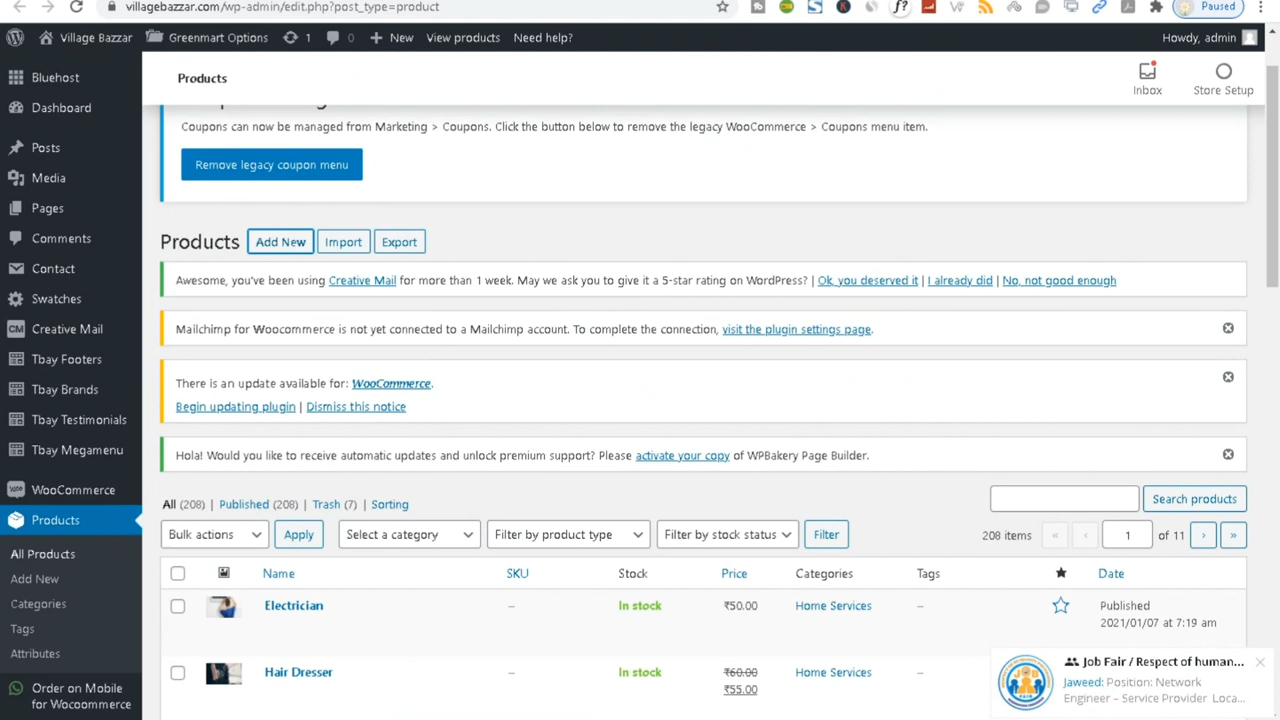 villagebazzar.com/wp-admin/edit.php?post_type=product
Paused
Village Bazzar
Greenmart Options
1
0
New
View products
Need help?
Howdy, admin
Bluehost
Dashboard
Posts
Media
Pages
Comments
Contact
Swatches
Creative Mail
Tbay Footers
Tbay Brands
Tbay Testimonials
Tbay Megamenu
WooCommerce
Products
All Products
Add New
Categories
Tags
Attributes
Order on Mobile
for Wocommerce
Products
Inbox
Store Setup
Coupons can now be managed from Marketing > Coupons. Click the button below to remove the legacy WooCommerce > Coupons menu item.
Remove legacy coupon menu
Products Add New Import Export
Awesome, you've been using Creative Mail for more than 1 week. May we ask you to give it a 5-star rating on WordPress? | Ok, you deserved it | I already did | No, not good enough
Mailchimp for Woocommerce is not yet connected to a Mailchimp account. To complete the connection, visit the plugin settings page.
There is an update available for: WooCommerce.
Begin updating plugin | Dismiss this notice
Hola! Would you like to receive automatic updates and unlock premium support? Please activate your copy of WPBakery Page Builder.
All (208) | Published (208) | Trash (7) | Sorting
Search products
Bulk actions Apply Select a category Filter by product type Filter by stock status Filter 208 items « ‹ 1 of 11 › »
Name SKU Stock Price Categories Tags ★ Date
Electrician – In stock ₹50.00 Home Services – Published
2021/01/07 at 7:19 am
Hair Dresser – In stock ₹60.00 Home Services –
₹55.00
Job Fair / Respect of human...
Jaweed: Position: Network
Engineer – Service Provider Loca...